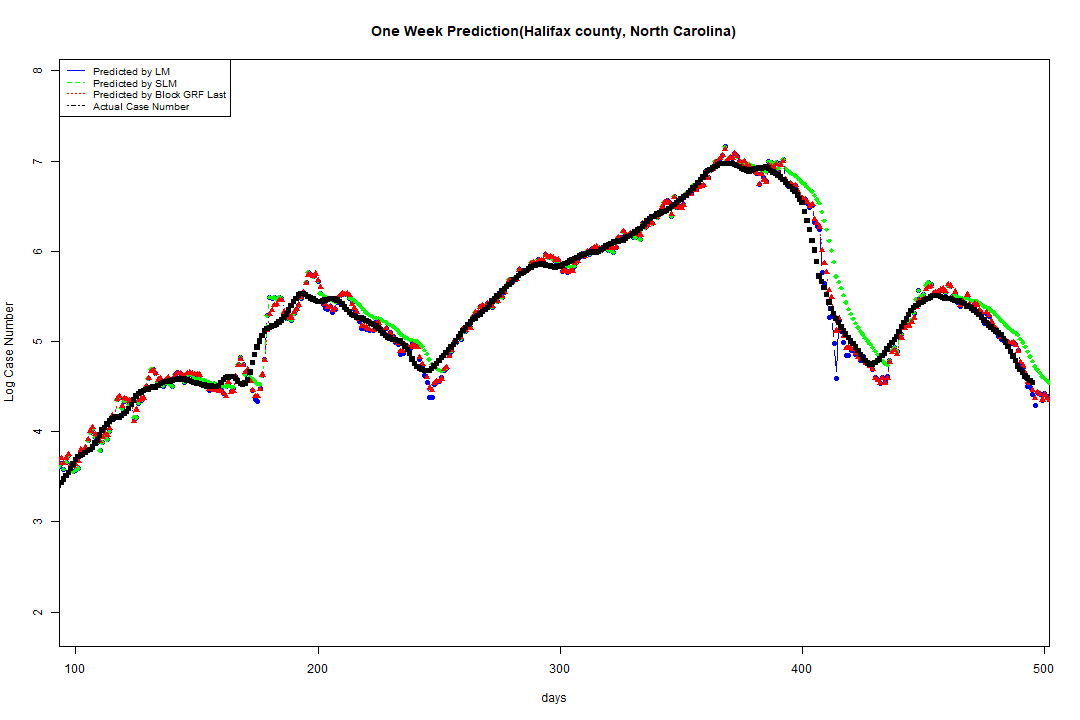 One Week Prediction(Halifax county, North Carolina)
Predicted by LM
Predicted by SLM
Predicted by Block GRF Last
Actual Case Number
8
7
6
5
4
3
2
Log Case Number
100 200 300 400 500
days